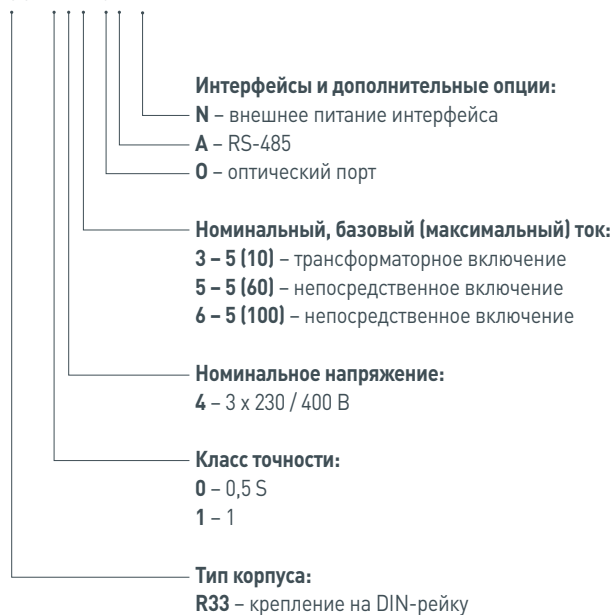 Интерфейсы и дополнительные опции:
N – внешнее питание интерфейса
A – RS-485
O – оптический порт
Номинальный, базовый (максимальный) ток:
3 – 5 (10) – трансформаторное включение
5 – 5 (60) – непосредственное включение
6 – 5 (100) – непосредственное включение
Номинальное напряжение:
4 – 3 x 230 / 400 В
Класс точности:
0 – 0,5 S
1 – 1
Тип корпуса:
R33 – крепление на DIN-рейку